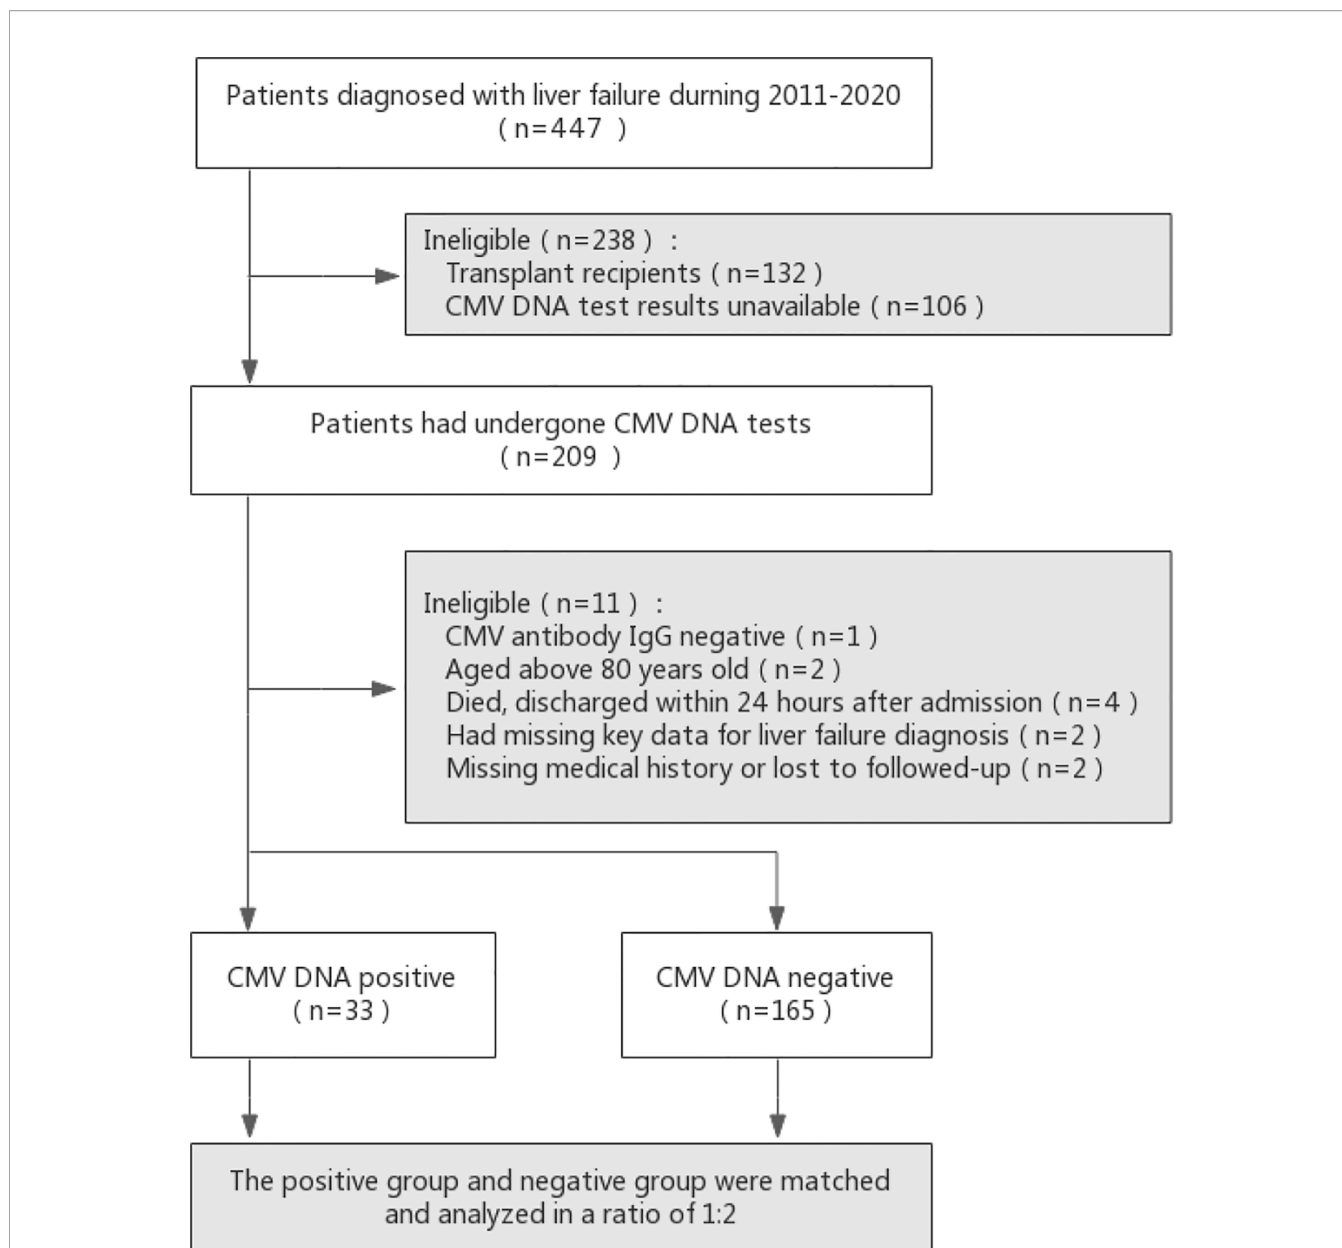 Patients diagnosed with liver failure durning 2011-2020
( n=447 )
Ineligible ( n=238 ) :
Transplant recipients ( n=132 )
CMV DNA test results unavailable ( n=106 )
Patients had undergone CMV DNA tests
( n=209 )
Ineligible ( n=11 ) :
CMV antibody IgG negative ( n=1 )
Aged above 80 years old ( n=2 )
Died, discharged within 24 hours after admission ( n=4 )
Had missing key data for liver failure diagnosis ( n=2 )
Missing medical history or lost to followed-up ( n=2 )
CMV DNA positive
( n=33 )
CMV DNA negative
( n=165 )
The positive group and negative group were matched
and analyzed in a ratio of 1:2